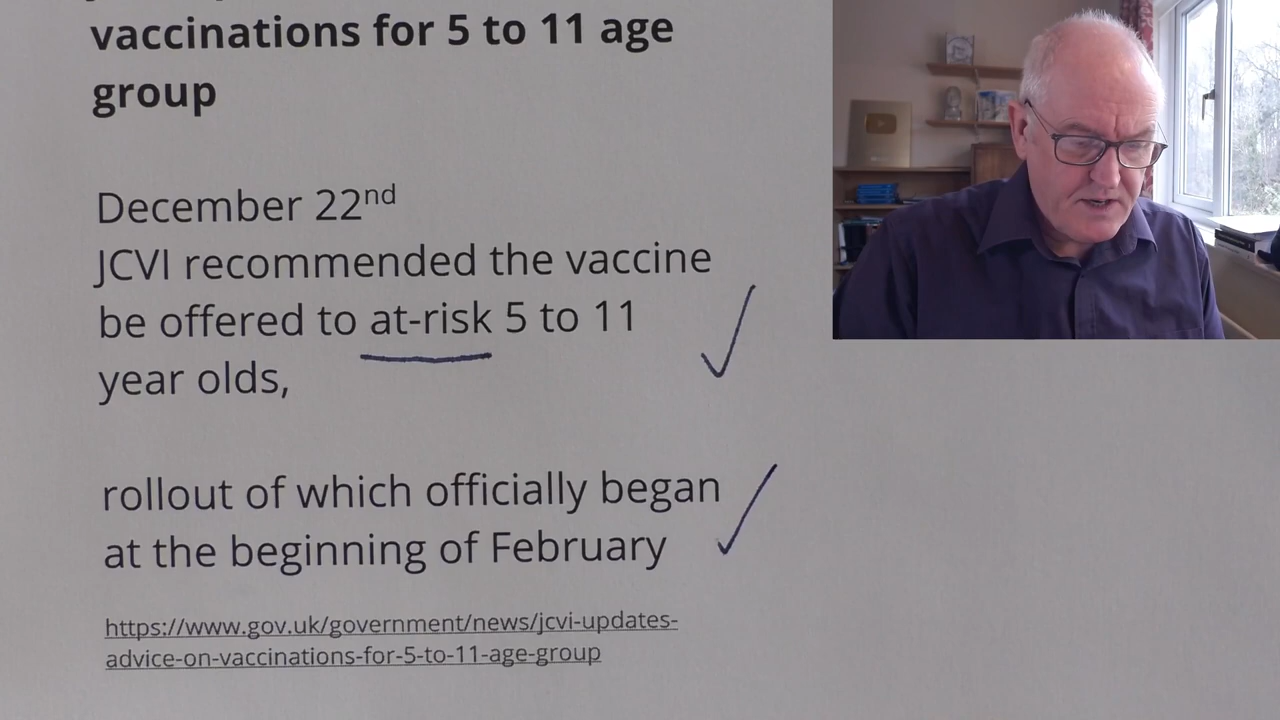 vaccinations for 5 to 11 age
group
December 22nd
JCVI recommended the vaccine
be offered to at-risk 5 to 11
year olds,
rollout of which officially began
at the beginning of February
https://www.gov.uk/government/news/jcvi-updates-
advice-on-vaccinations-for-5-to-11-age-group